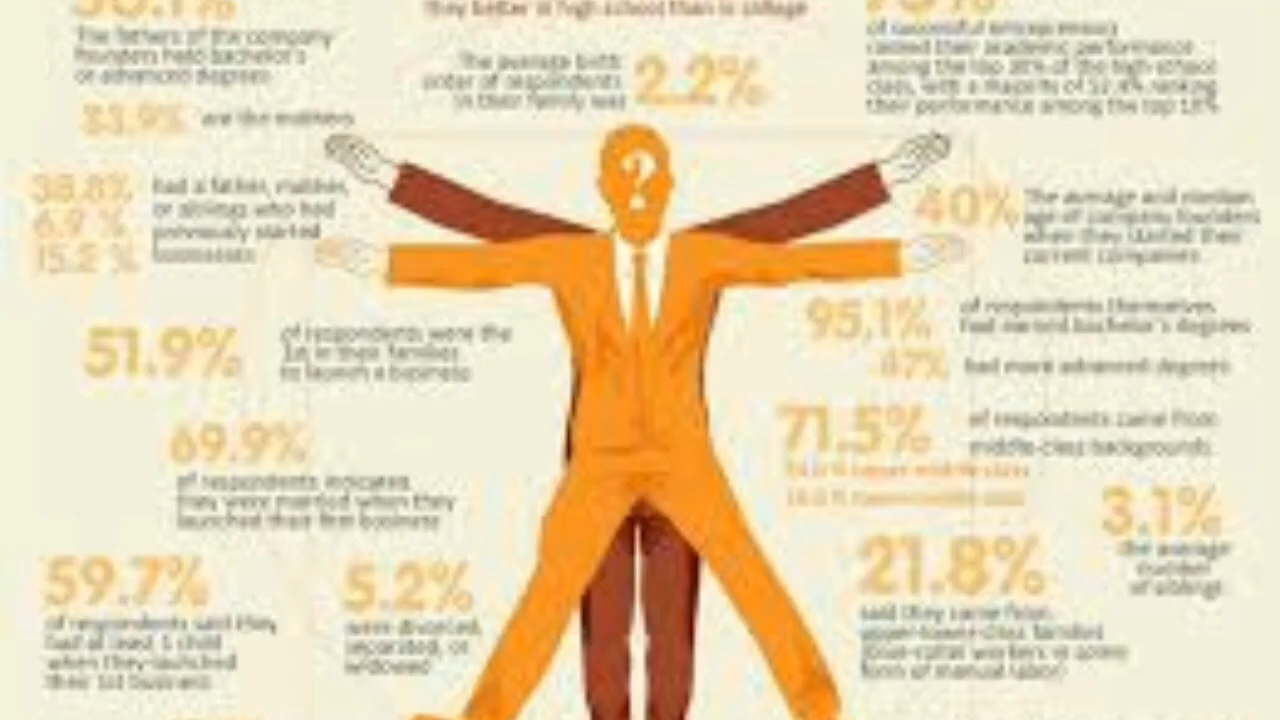 they better in high school than in college
The fathers of the company
founders held bachelor's
or advanced degrees
The average birth
order of respondents
in their family was
2.2%
of successful entrepreneurs
ranked their academic performance
among the top 30% of the high-school
class, with a majority of 52.4% ranking
their performance among the top 10%
33.9% are the mothers
38.8%
6.9 %
15.2 %
had a father, mother,
or siblings who had
previously started
businesses
?
40%
The average and median
age of company founders
when they started their
current companies
51.9%
of respondents were the
1st in their families
to launch a business
95.1%
of respondents themselves
had earned bachelor's degrees
47% had more advanced degrees
69.9%
of respondents indicated
they were married when they
launched their first business
71.5%
of respondents came from
middle-class backgrounds
3.1%
the average
number
of siblings
59.7%
of respondents said they
had at least 1 child
when they launched
their 1st business
5.2%
were divorced,
separated, or
widowed
21.8%
said they came from
upper-lower-class families
(blue-collar workers in some
form of manual labor)